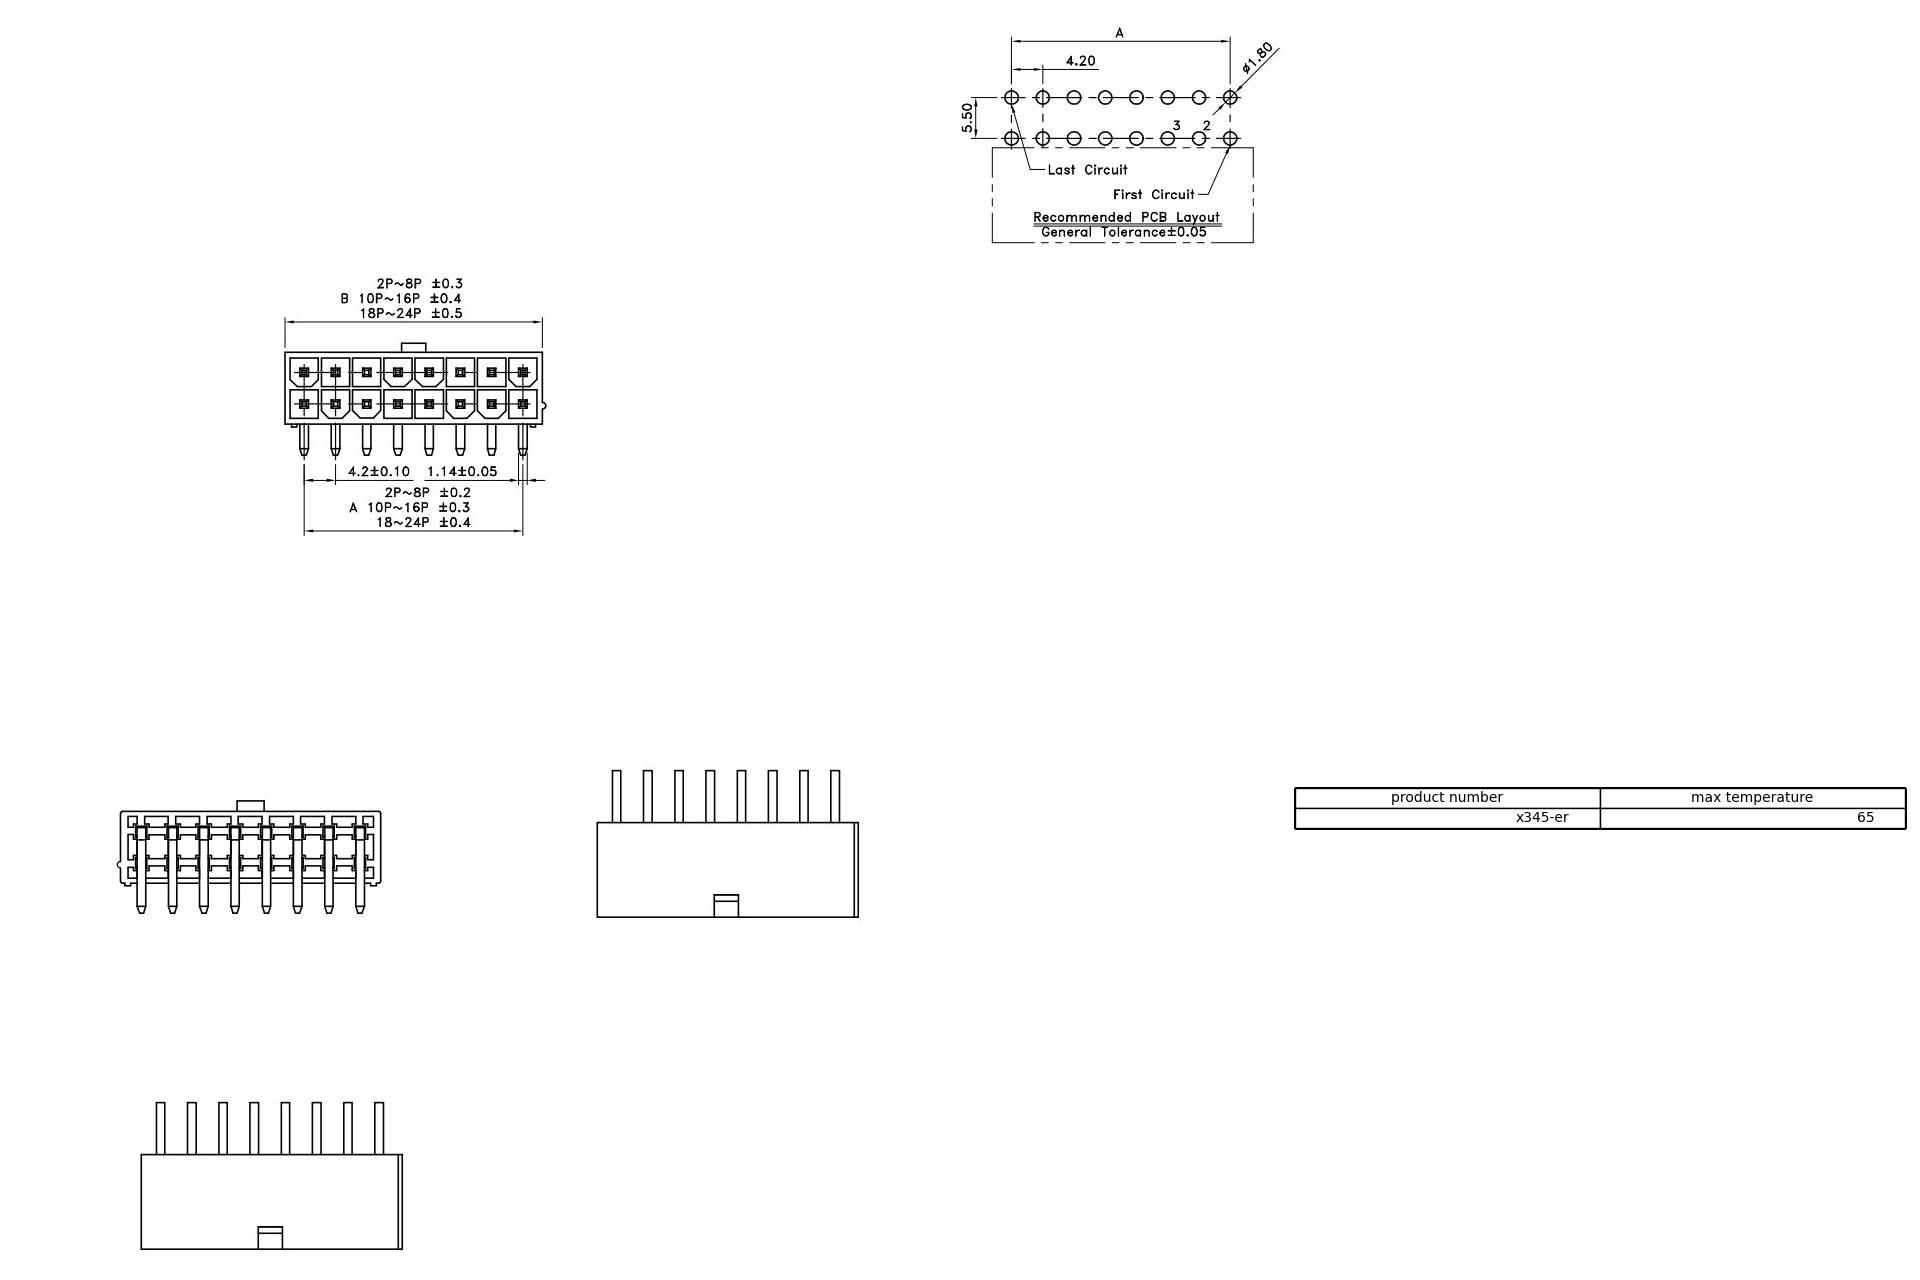 A
4.20
ø1.80
5.50
3 2
Last Circuit
First Circuit
Recommended PCB Layout
General Tolerance±0.05
2P~8P ±0.3
B 10P~16P ±0.4
18P~24P ±0.5
4.2±0.10 1.14±0.05
2P~8P ±0.2
A 10P~16P ±0.3
18~24P ±0.4
product number max temperature
x345-er 65